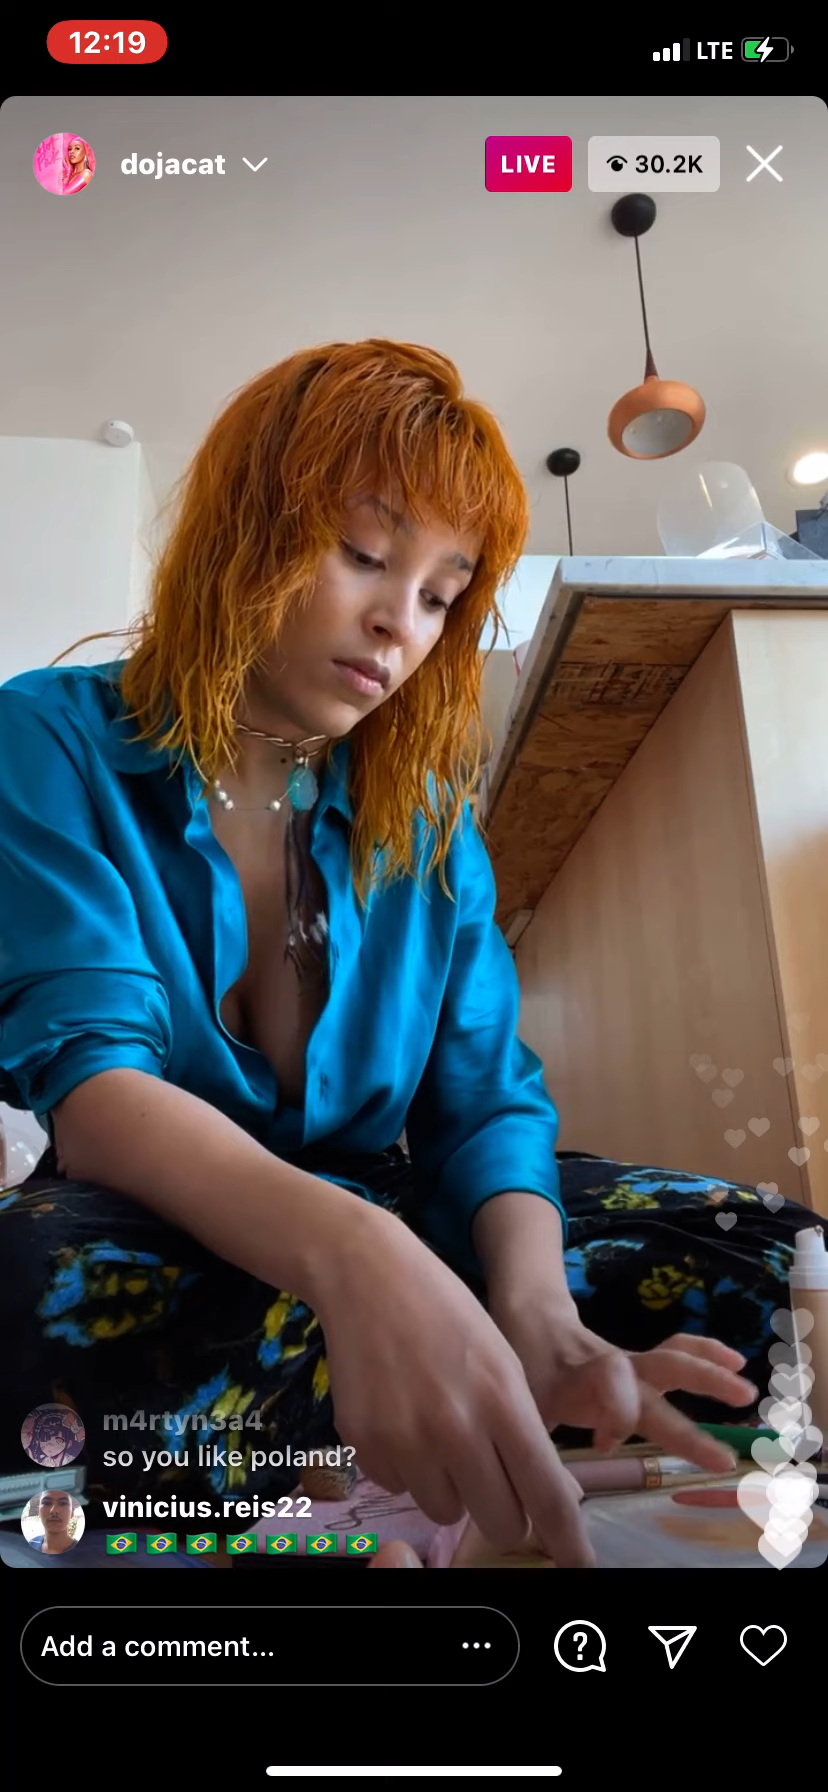 12:19
LTE
dojacat
LIVE
30.2K
m4rtyn3a4
so you like poland?
vinicius.reis22
🇧🇷🇧🇷🇧🇷🇧🇷🇧🇷🇧🇷🇧🇷
Add a comment...